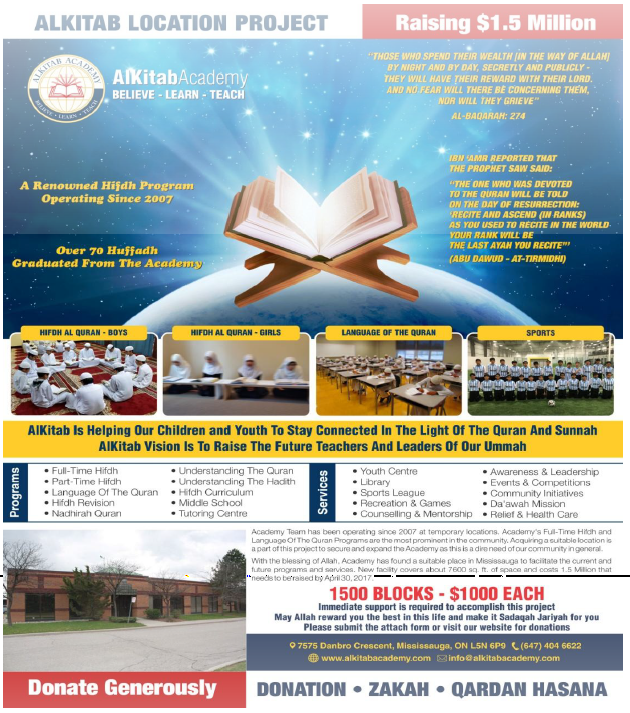 ALKITAB LOCATION PROJECT
Raising $1.5 Million
ALKITAB ACADEMY
BELIEVE • LEARN • TEACH
AlKitabAcademy
BELIEVE - LEARN - TEACH
“THOSE WHO SPEND THEIR WEALTH [IN THE WAY OF ALLAH]
BY NIGHT AND BY DAY, SECRETLY AND PUBLICLY -
THEY WILL HAVE THEIR REWARD WITH THEIR LORD.
AND NO FEAR WILL THERE BE CONCERNING THEM,
NOR WILL THEY GRIEVE”
AL-BAQARAH: 274
A Renowned Hifdh Program
Operating Since 2007
Over 70 Huffadh
Graduated From The Academy
IBN 'AMR REPORTED THAT
THE PROPHET SAW SAID:
“THE ONE WHO WAS DEVOTED
TO THE QURAN WILL BE TOLD
ON THE DAY OF RESURRECTION:
'RECITE AND ASCEND (IN RANKS)
AS YOU USED TO RECITE IN THE WORLD.
YOUR RANK WILL BE
THE LAST AYAH YOU RECITE'”
(ABU DAWUD - AT-TIRMIDHI)
HIFDH AL QURAN - BOYS
HIFDH AL QURAN - GIRLS
LANGUAGE OF THE QURAN
SPORTS
AlKitab Is Helping Our Children and Youth To Stay Connected In The Light Of The Quran And Sunnah
AlKitab Vision Is To Raise The Future Teachers And Leaders Of Our Ummah
Programs
• Full-Time Hifdh
• Part-Time Hifdh
• Language Of The Quran
• Hifdh Revision
• Nadhirah Quran
• Understanding The Quran
• Understanding The Hadith
• Hifdh Curriculum
• Middle School
• Tutoring Centre
Services
• Youth Centre
• Library
• Sports League
• Recreation & Games
• Counselling & Mentorship
• Awareness & Leadership
• Events & Competitions
• Community Initiatives
• Da'awah Mission
• Relief & Health Care
Academy Team has been operating since 2007 at temporary locations. Academy's Full-Time Hifdh and
Language Of The Quran Programs are the most prominent in the community. Acquiring a suitable location is
a part of this project to secure and expand the Academy as this is a dire need of our community in general.
With the blessing of Allah, Academy has found a suitable place in Mississauga to facilitate the current and
future programs and services. New facility covers about 7600 sq. ft. of space and costs 1.5 Million that
needs to be raised by April 30, 2017.
1500 BLOCKS - $1000 EACH
Immediate support is required to accomplish this project
May Allah reward you the best in this life and make it Sadaqah Jariyah for you
Please submit the attach form or visit our website for donations
7575 Danbro Crescent, Mississauga, ON L5N 6P9 (647) 404 6622
www.alkitabacademy.com info@alkitabacademy.com
Donate Generously
DONATION • ZAKAH • QARDAN HASANA